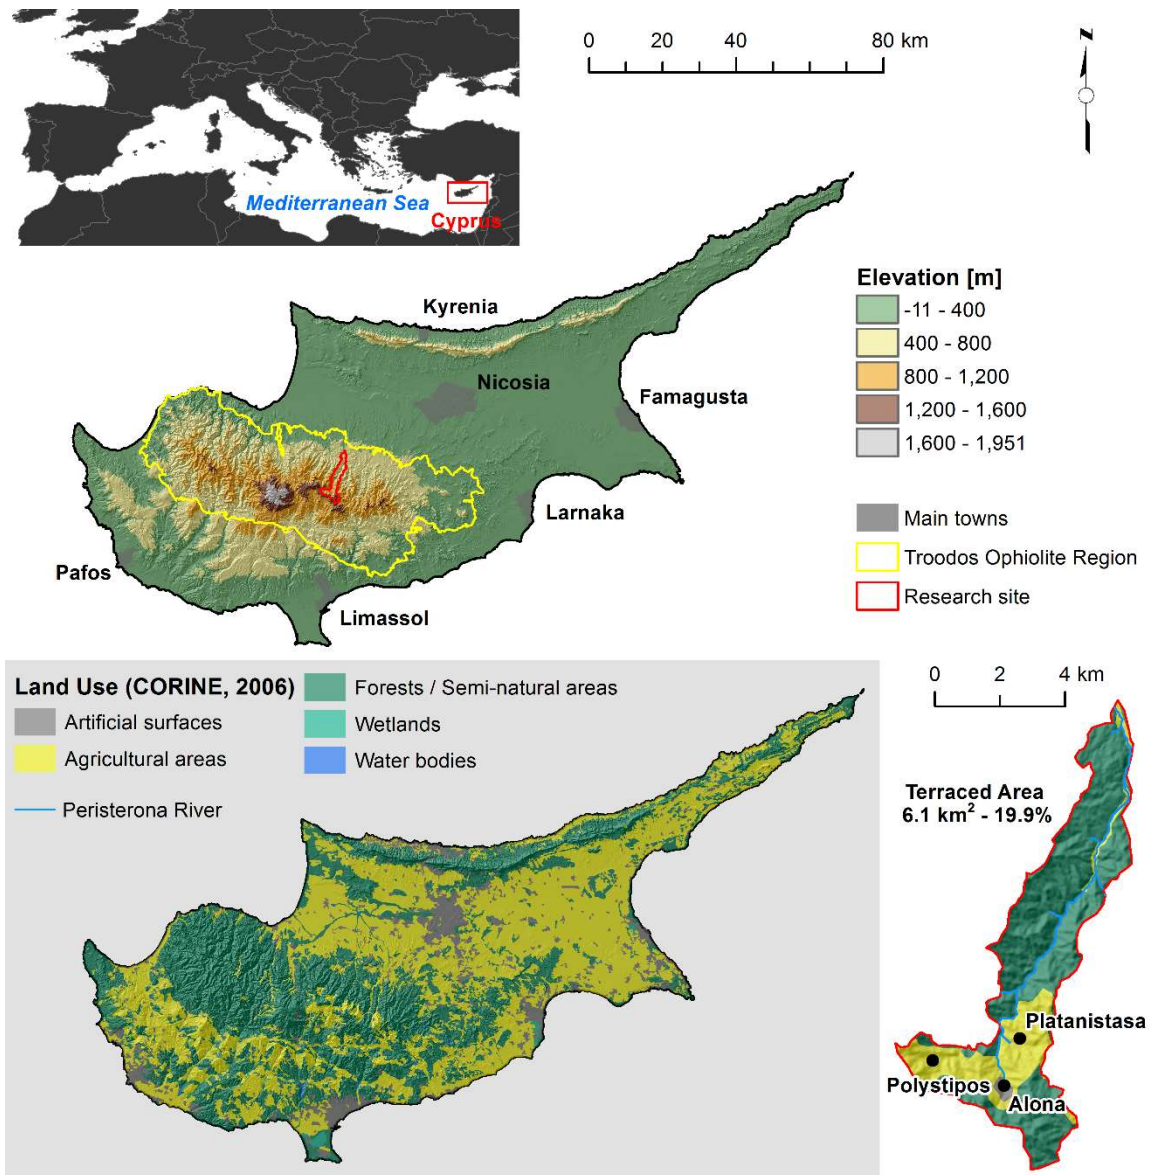 0 20 40 80 km
N
Mediterranean Sea
Cyprus
Kyrenia
Nicosia
Famagusta
Larnaka
Pafos
Limassol
Elevation [m]
-11 - 400
400 - 800
800 - 1,200
1,200 - 1,600
1,600 - 1,951
Main towns
Troodos Ophiolite Region
Research site
Land Use (CORINE, 2006)
Artificial surfaces
Agricultural areas
Peristerona River
Forests / Semi-natural areas
Wetlands
Water bodies
0 2 4 km
Terraced Area
6.1 km² - 19.9%
Platanistasa
Polystipos
Alona